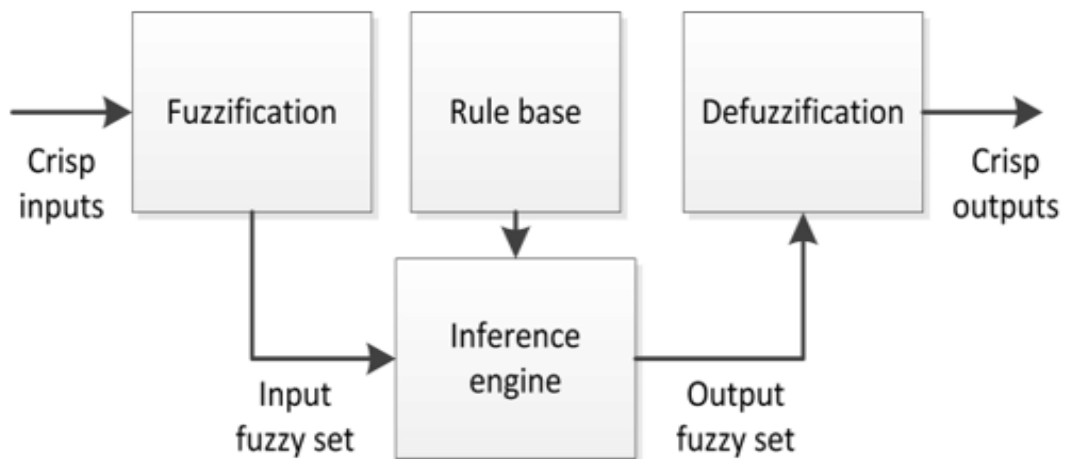 Fuzzification
Rule base
Defuzzification
Crisp
inputs
Crisp
outputs
Inference
engine
Input
fuzzy set
Output
fuzzy set